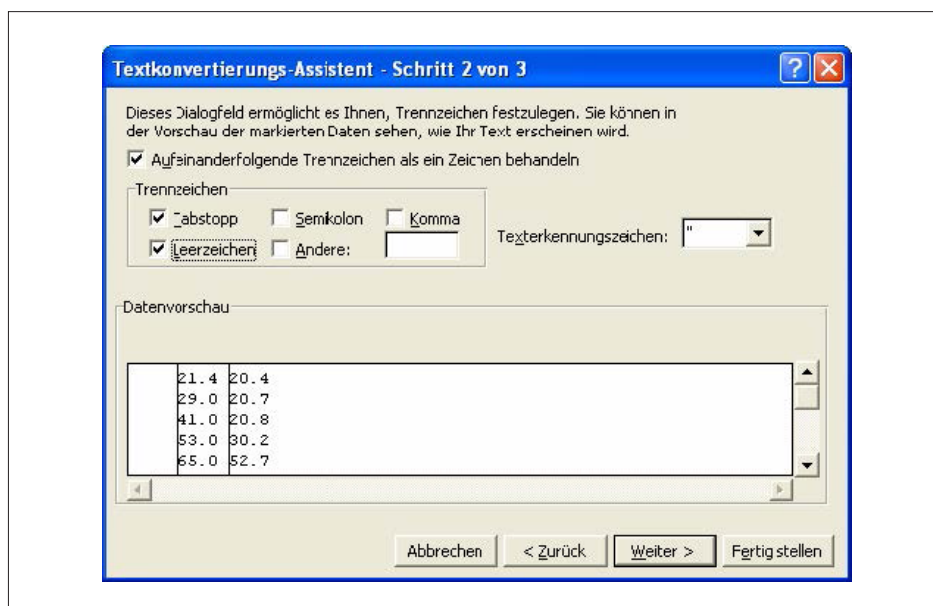 Textkonvertierungs-Assistent - Schritt 2 von 3
Dieses Dialogfeld ermöglicht es Ihnen, Trennzeichen festzulegen. Sie können in
der Vorschau der markierten Daten sehen, wie Ihr Text erscheinen wird.
Aufeinanderfolgende Trennzeichen als ein Zeichen behandeln
Trennzeichen
Tabstopp Semikolon Komma
Leerzeichen Andere:
Texterkennungszeichen: "
Datenvorschau
21.4 20.4
29.0 20.7
41.0 20.8
53.0 30.2
65.0 52.7
Abbrechen < Zurück Weiter > Fertig stellen